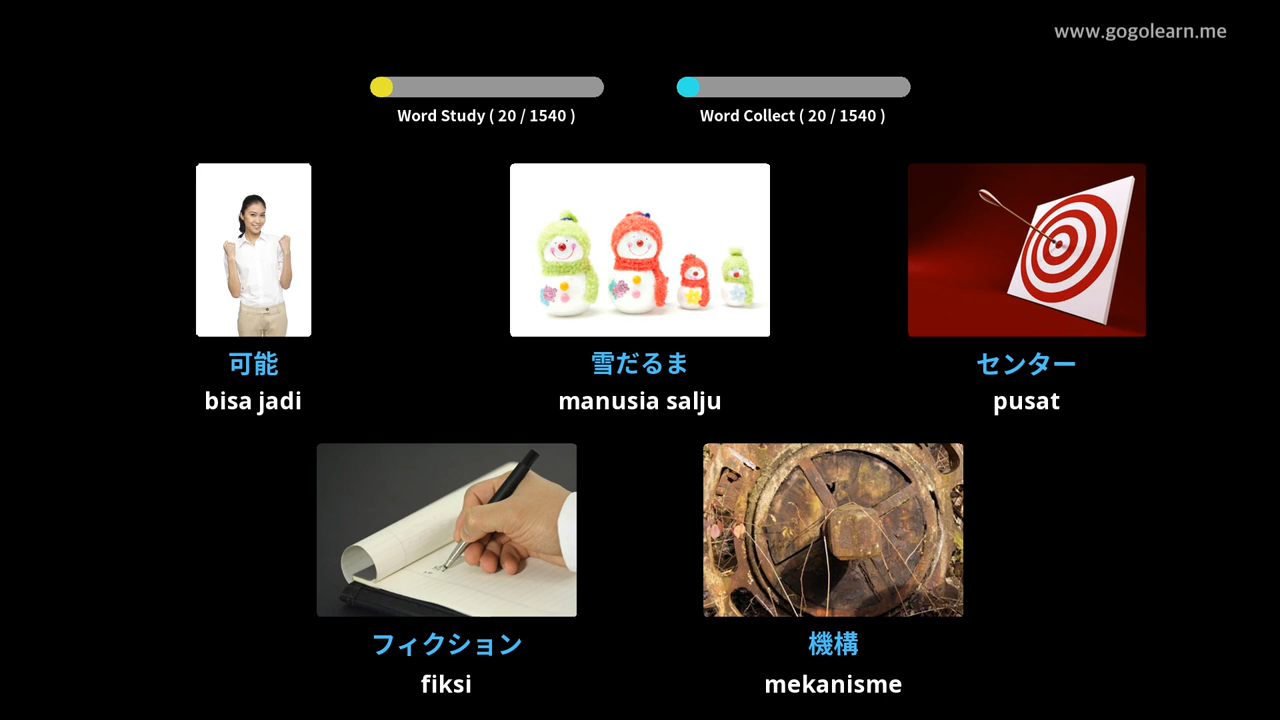 www.gogolearn.me
Word Study ( 20 / 1540 )
Word Collect ( 20 / 1540 )
可能
bisa jadi
雪だるま
manusia salju
センター
pusat
フィクション
fiksi
機構
mekanisme